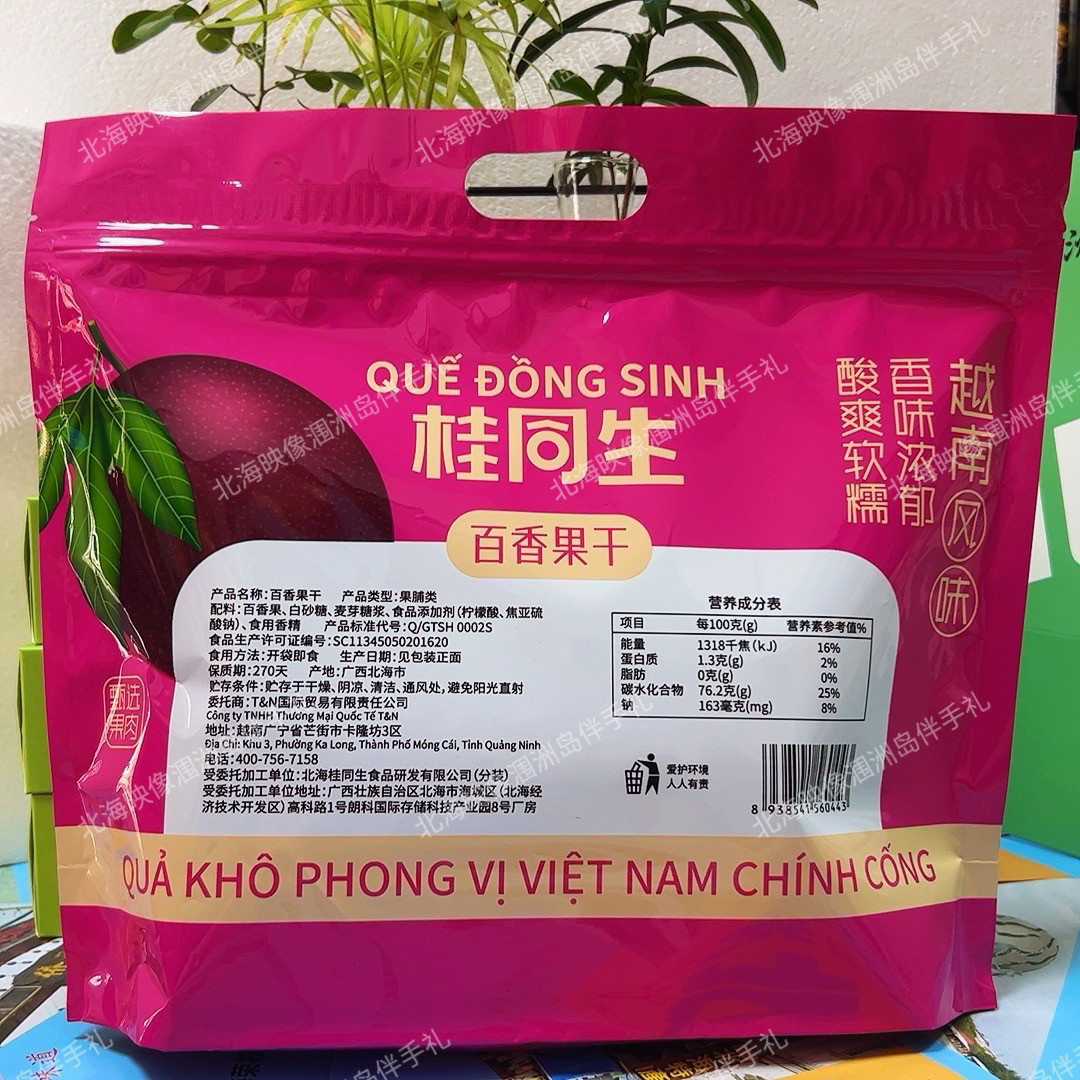 QUẾ ĐỒNG SINH
桂同生
百香果干
越南风味
香味浓郁
酸爽软糯
甄选
果肉
产品名称:百香果干 产品类型:果脯类
配料:百香果、白砂糖、麦芽糖浆、食品添加剂(柠檬酸、焦亚硫
酸钠)、食用香精 产品标准代号:Q/GTSH 0002S
食品生产许可证编号:SC11345050201620
食用方法:开袋即食 生产日期:见包装正面
保质期:270天 产地:广西北海市
贮存条件:贮存于干燥、阴凉、清洁、通风处,避免阳光直射
委托商:T&N国际贸易有限责任公司
Công ty TNHH Thương Mại Quốc Tế T&N
地址:越南广宁省芒街市卡隆坊3区
Địa Chỉ: Khu 3, Phường Ka Long, Thành Phố Móng Cái, Tỉnh Quảng Ninh
电话:400-756-7158
受委托加工单位:北海桂同生食品研发有限公司(分装)
受委托加工单位地址:广西壮族自治区北海市海城区(北海经
济技术开发区)高科路1号朗科国际存储科技产业园8号厂房
营养成分表
项目 每100克(g) 营养素参考值%
能量 1318千焦(kJ) 16%
蛋白质 1.3克(g) 2%
脂肪 0克(g) 0%
碳水化合物 76.2克(g) 25%
钠 163毫克(mg) 8%
爱护环境
人人有责
8 938541 560443
QUẢ KHÔ PHONG VỊ VIỆT NAM CHÍNH CỐNG
北海映像涠洲岛伴手礼